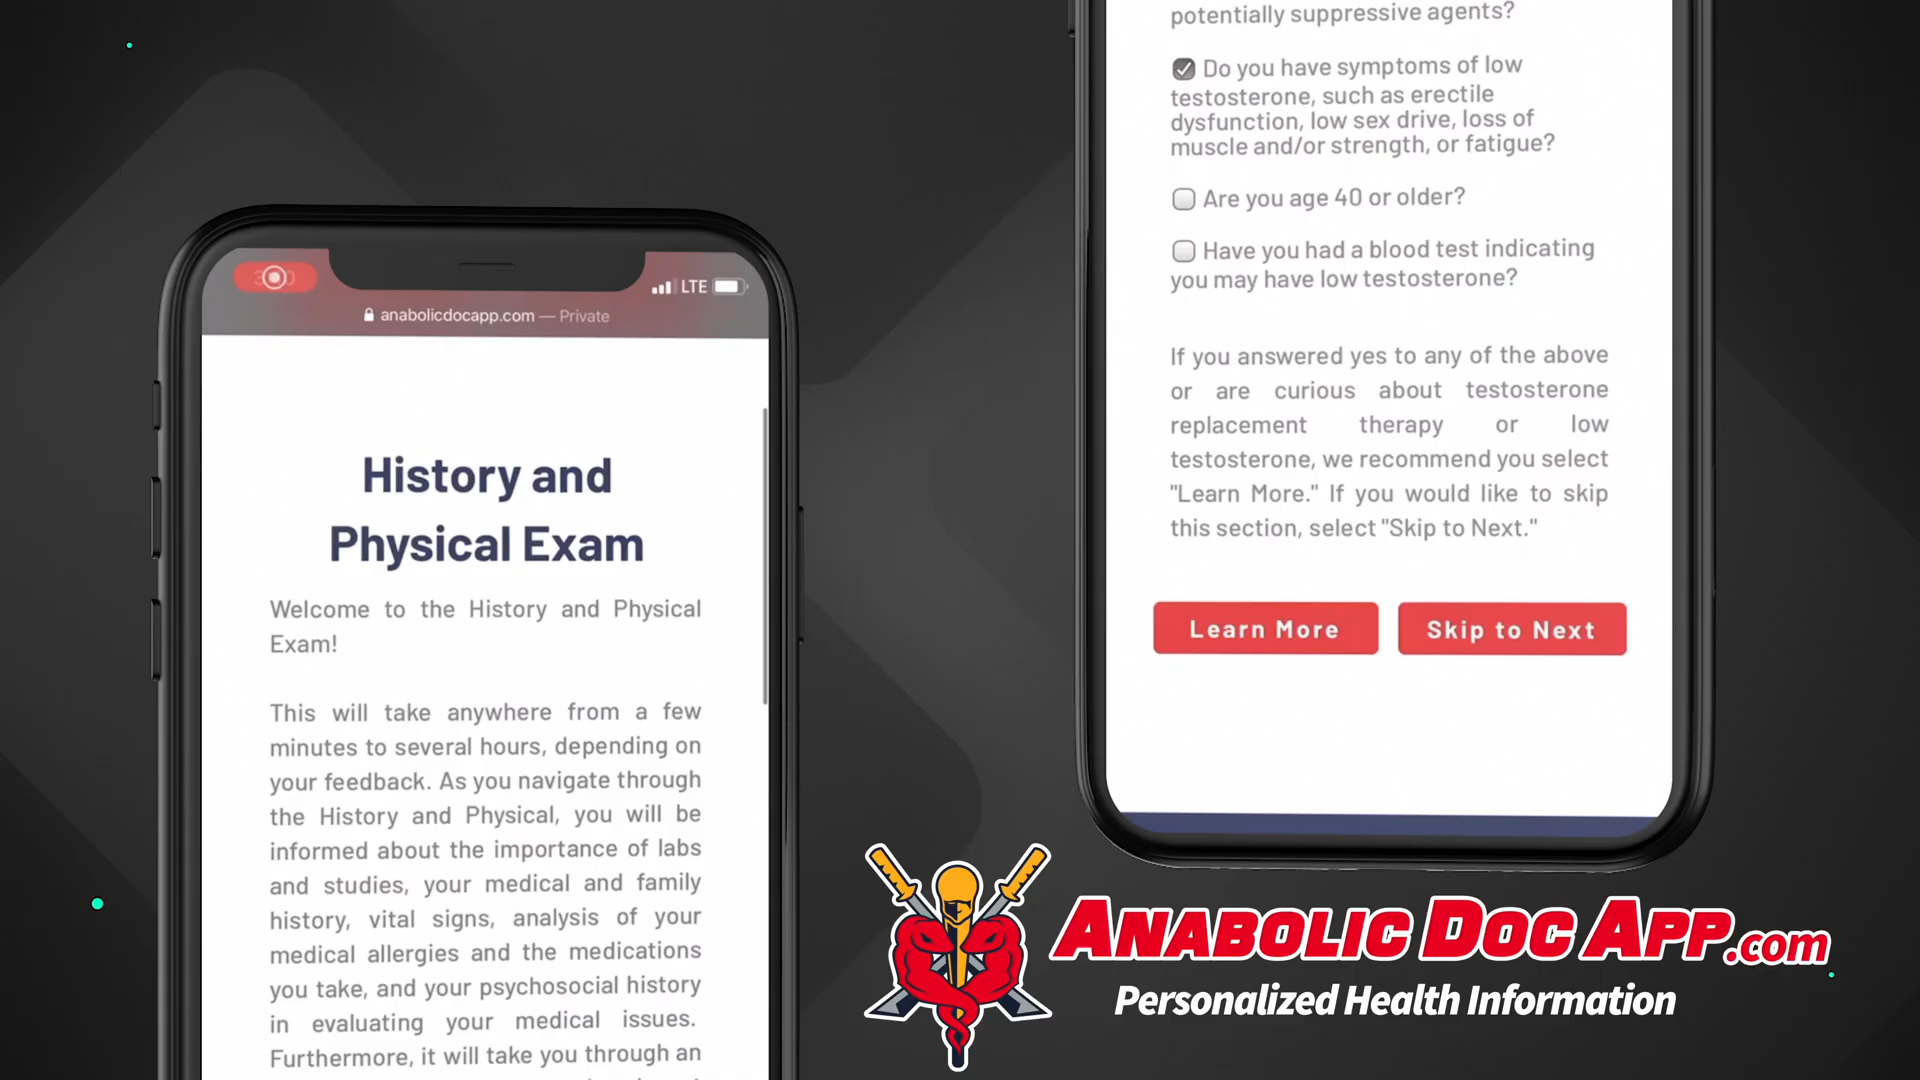 LTE
anabolicdocapp.com — Private
History and
Physical Exam
Welcome to the History and Physical
Exam!
This will take anywhere from a few
minutes to several hours, depending on
your feedback. As you navigate through
the History and Physical, you will be
informed about the importance of labs
and studies, your medical and family
history, vital signs, analysis of your
medical allergies and the medications
you take, and your psychosocial history
in evaluating your medical issues.
Furthermore, it will take you through an
potentially suppressive agents?
Do you have symptoms of low
testosterone, such as erectile
dysfunction, low sex drive, loss of
muscle and/or strength, or fatigue?
Are you age 40 or older?
Have you had a blood test indicating
you may have low testosterone?
If you answered yes to any of the above
or are curious about testosterone
replacement therapy or low
testosterone, we recommend you select
"Learn More." If you would like to skip
this section, select "Skip to Next."
Learn More
Skip to Next
ANABOLIC DOC APP.com
Personalized Health Information